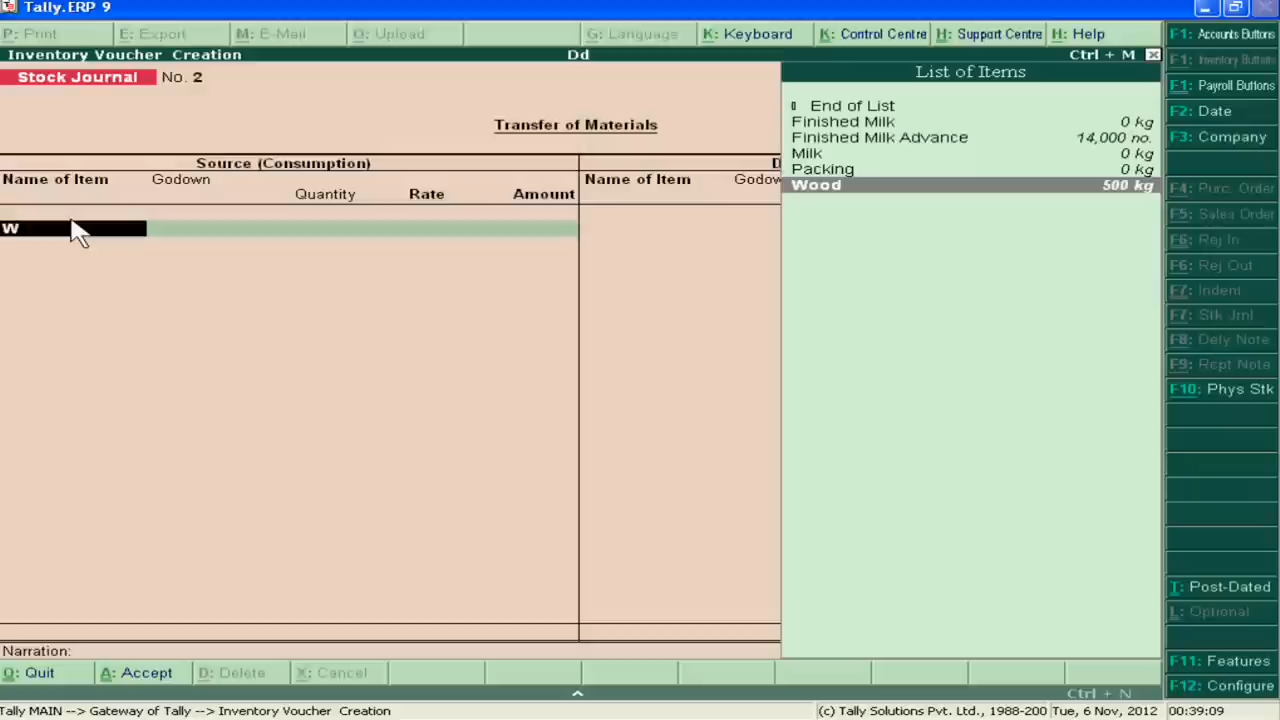 Tally.ERP 9
P: Print E: Export M: E-Mail O: Upload G: Language K: Keyboard K: Control Centre H: Support Centre H: Help
Inventory Voucher Creation Dd Ctrl + M
Stock Journal No. 2
Transfer of Materials
Source (Consumption) D
Name of Item Godown Name of Item Godow
Quantity Rate Amount
W
List of Items
End of List
Finished Milk 0 kg
Finished Milk Advance 14,000 no.
Milk 0 kg
Packing 0 kg
Wood 500 kg
F1: Accounts Buttons
F1: Inventory Buttons
F1: Payroll Buttons
F2: Date
F3: Company
F4: Purc. Order
F5: Sales Order
F6: Rej In
F6: Rej Out
F7: Indent
F7: Stk Jrnl
F8: Delv Note
F9: Rcpt Note
F10: Phys Stk
T: Post-Dated
L: Optional
F11: Features
F12: Configure
Narration:
Q: Quit A: Accept D: Delete X: Cancel
Ctrl + N
Tally MAIN --> Gateway of Tally --> Inventory Voucher Creation (c) Tally Solutions Pvt. Ltd., 1988-200 Tue, 6 Nov, 2012 00:39:09